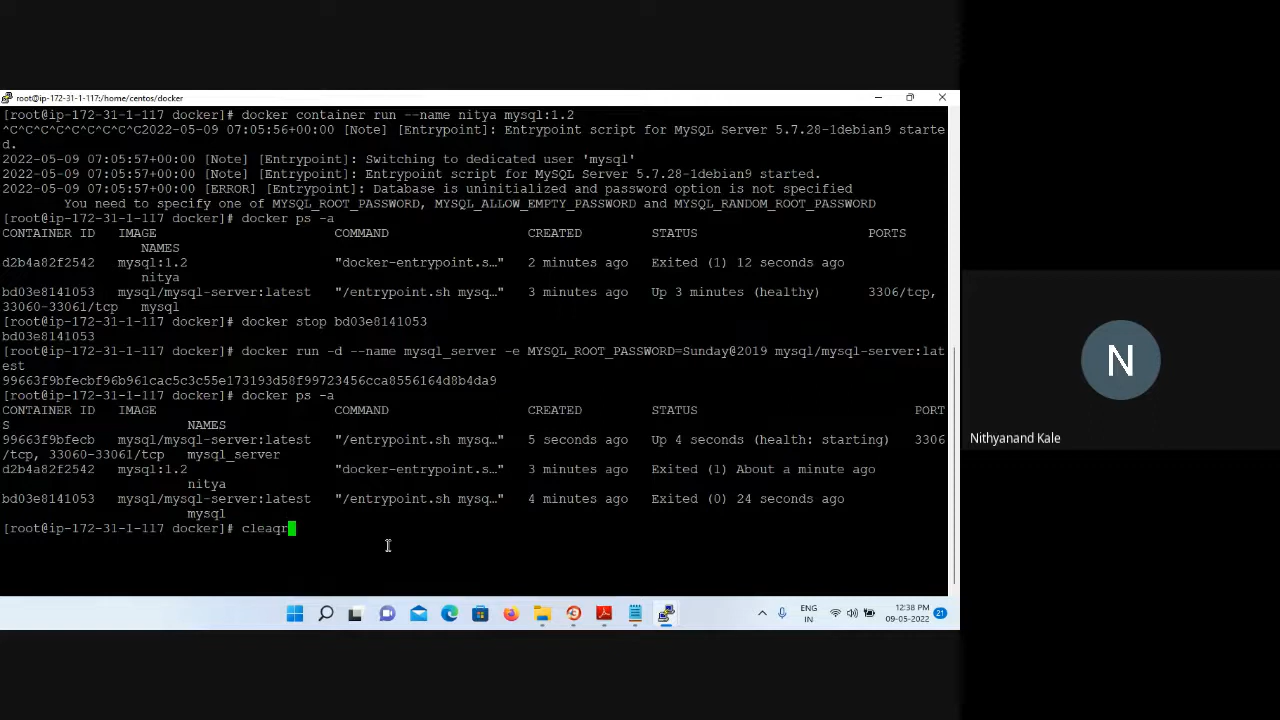 root@ip-172-31-1-117:/home/centos/docker
[root@ip-172-31-1-117 docker]# docker container run --name nitya mysql:1.2
^C^C^C^C^C^C^C^C^C^C2022-05-09 07:05:56+00:00 [Note] [Entrypoint]: Entrypoint script for MySQL Server 5.7.28-1debian9 starte
d.
2022-05-09 07:05:57+00:00 [Note] [Entrypoint]: Switching to dedicated user 'mysql'
2022-05-09 07:05:57+00:00 [Note] [Entrypoint]: Entrypoint script for MySQL Server 5.7.28-1debian9 started.
2022-05-09 07:05:57+00:00 [ERROR] [Entrypoint]: Database is uninitialized and password option is not specified
You need to specify one of MYSQL_ROOT_PASSWORD, MYSQL_ALLOW_EMPTY_PASSWORD and MYSQL_RANDOM_ROOT_PASSWORD
[root@ip-172-31-1-117 docker]# docker ps -a
CONTAINER ID IMAGE COMMAND CREATED STATUS PORTS
NAMES
d2b4a82f2542 mysql:1.2 "docker-entrypoint.s…" 2 minutes ago Exited (1) 12 seconds ago
nitya
bd03e8141053 mysql/mysql-server:latest "/entrypoint.sh mysq…" 3 minutes ago Up 3 minutes (healthy) 3306/tcp,
33060-33061/tcp mysql
[root@ip-172-31-1-117 docker]# docker stop bd03e8141053
bd03e8141053
[root@ip-172-31-1-117 docker]# docker run -d --name mysql_server -e MYSQL_ROOT_PASSWORD=Sunday@2019 mysql/mysql-server:lat
est
99663f9bfecbf96b961cac5c3c55e173193d58f99723456cca8556164d8b4da9
[root@ip-172-31-1-117 docker]# docker ps -a
CONTAINER ID IMAGE COMMAND CREATED STATUS PORT
S NAMES
99663f9bfecb mysql/mysql-server:latest "/entrypoint.sh mysq…" 5 seconds ago Up 4 seconds (health: starting) 3306
/tcp, 33060-33061/tcp mysql_server
d2b4a82f2542 mysql:1.2 "docker-entrypoint.s…" 3 minutes ago Exited (1) About a minute ago
nitya
bd03e8141053 mysql/mysql-server:latest "/entrypoint.sh mysq…" 4 minutes ago Exited (0) 24 seconds ago
mysql
[root@ip-172-31-1-117 docker]# cleaqr
N
Nithyanand Kale
ENG
IN
12:38 PM
09-05-2022
21